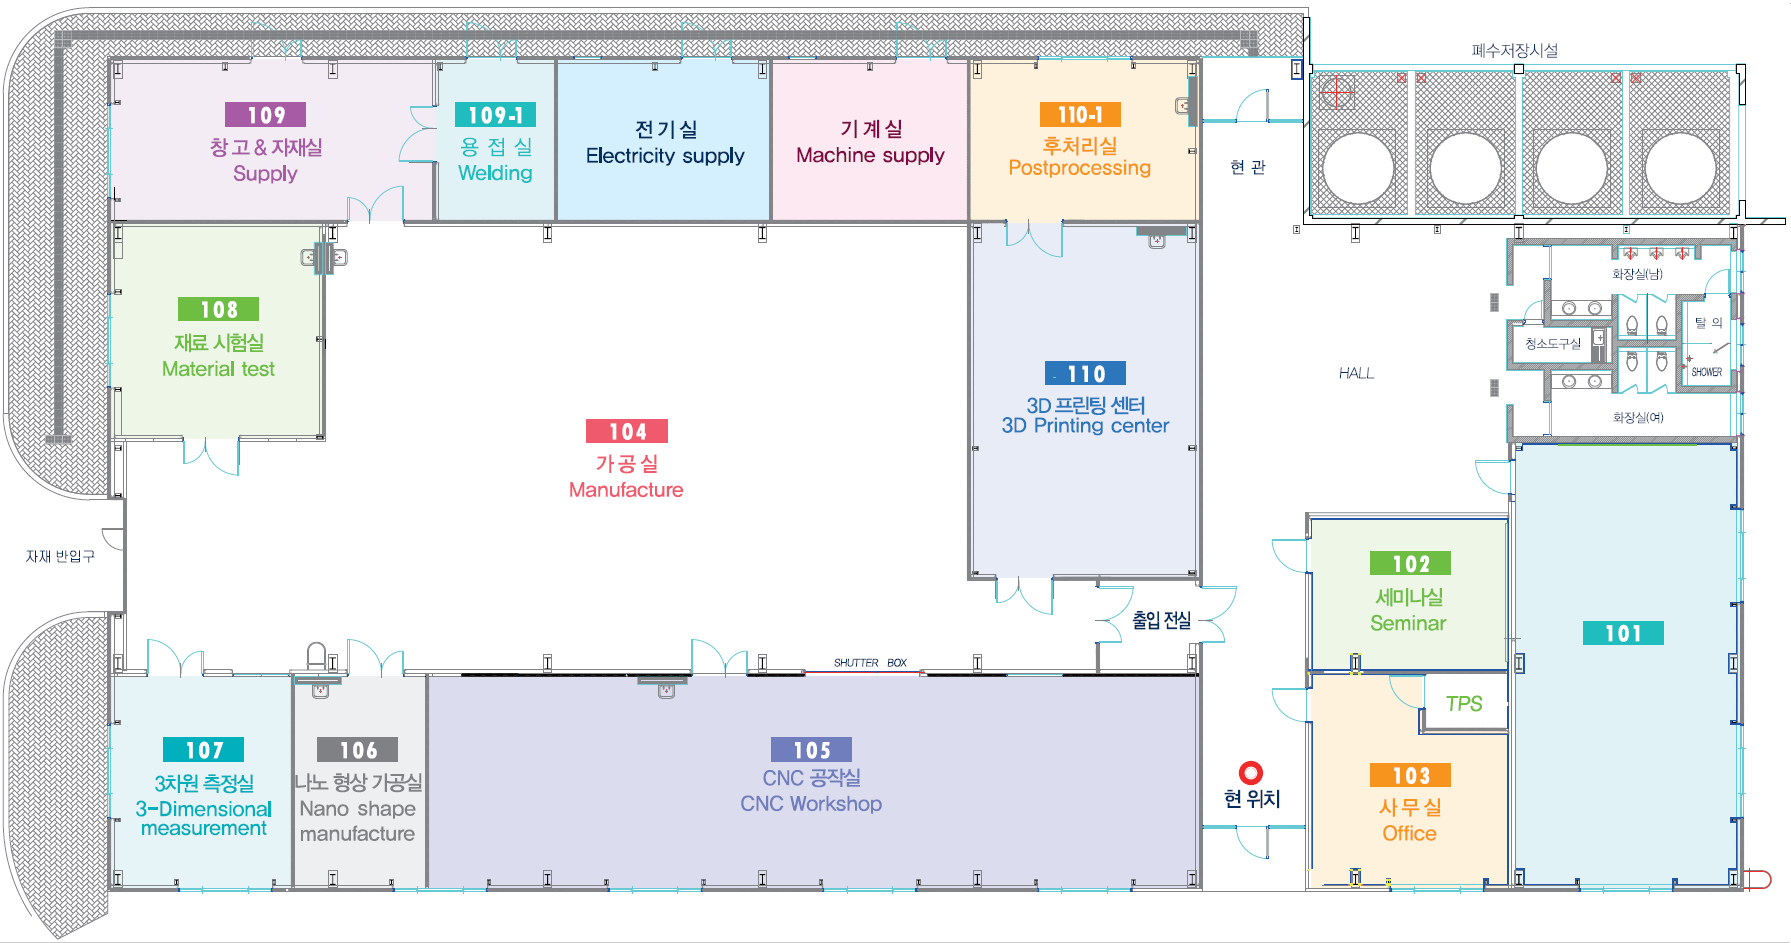 폐수저장시설
109
창 고 & 자재실
Supply
109-1
용 접 실
Welding
전 기 실
Electricity supply
기 계 실
Machine supply
110-1
후처리실
Postprocessing
현 관
108
재료 시험실
Material test
104
가 공 실
Manufacture
110
3D 프린팅 센터
3D Printing center
HALL
화장실(남)
탈 의
청소도구실
SHOWER
화장실(여)
자재 반입구
출입 전실
SHUTTER BOX
102
세미나실
Seminar
101
TPS
107
3차원 측정실
3-Dimensional
measurement
106
나노 형상 가공실
Nano shape
manufacture
105
CNC 공작실
CNC Workshop
현 위치
103
사 무 실
Office